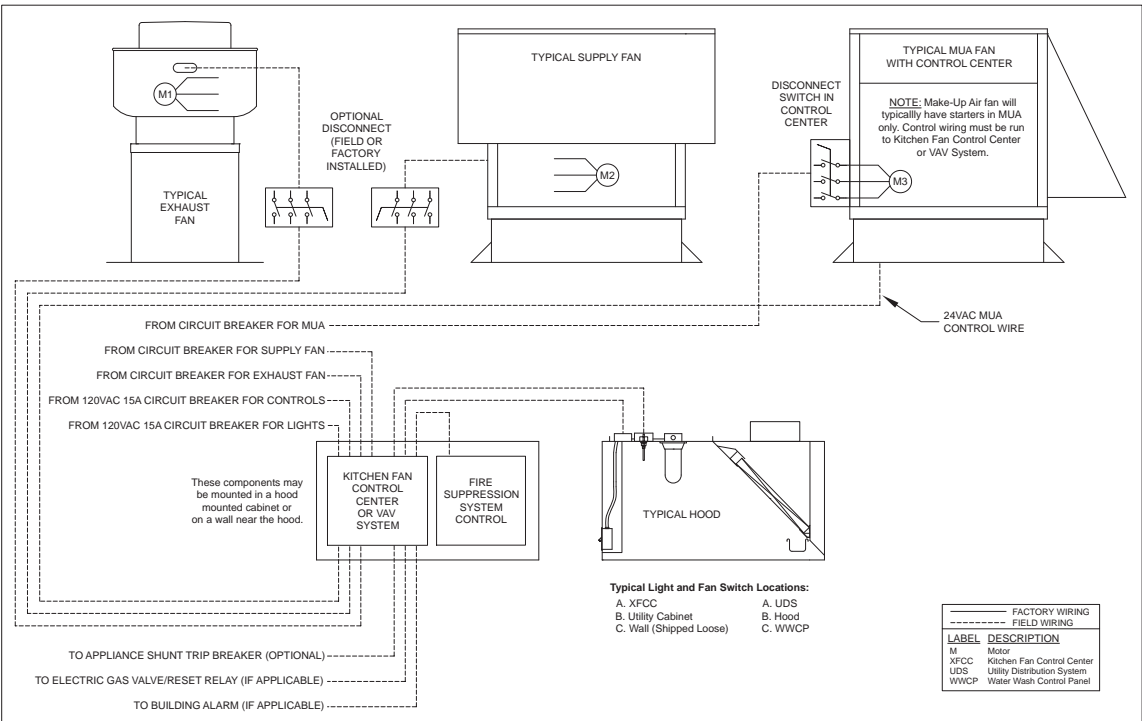 TYPICAL SUPPLY FAN
TYPICAL MUA FAN
WITH CONTROL CENTER
M1
OPTIONAL
DISCONNECT
(FIELD OR
FACTORY
INSTALLED)
DISCONNECT
SWITCH IN
CONTROL
CENTER
NOTE: Make-Up Air fan will
typicallly have starters in MUA
only. Control wiring must be run
to Kitchen Fan Control Center
or VAV System.
M2
M3
TYPICAL
EXHAUST
FAN
24VAC MUA
CONTROL WIRE
FROM CIRCUIT BREAKER FOR MUA
FROM CIRCUIT BREAKER FOR SUPPLY FAN
FROM CIRCUIT BREAKER FOR EXHAUST FAN
FROM 120VAC 15A CIRCUIT BREAKER FOR CONTROLS
FROM 120VAC 15A CIRCUIT BREAKER FOR LIGHTS
These components may
be mounted in a hood
mounted cabinet or
on a wall near the hood.
KITCHEN FAN
CONTROL
CENTER
OR VAV
SYSTEM
FIRE
SUPPRESSION
SYSTEM
CONTROL
TYPICAL HOOD
Typical Light and Fan Switch Locations:
A. XFCC
B. Utility Cabinet
C. Wall (Shipped Loose)
A. UDS
B. Hood
C. WWCP
TO APPLIANCE SHUNT TRIP BREAKER (OPTIONAL)
TO ELECTRIC GAS VALVE/RESET RELAY (IF APPLICABLE)
TO BUILDING ALARM (IF APPLICABLE)
FACTORY WIRING
FIELD WIRING
LABEL DESCRIPTION
M Motor
XFCC Kitchen Fan Control Center
UDS Utility Distribution System
WWCP Water Wash Control Panel